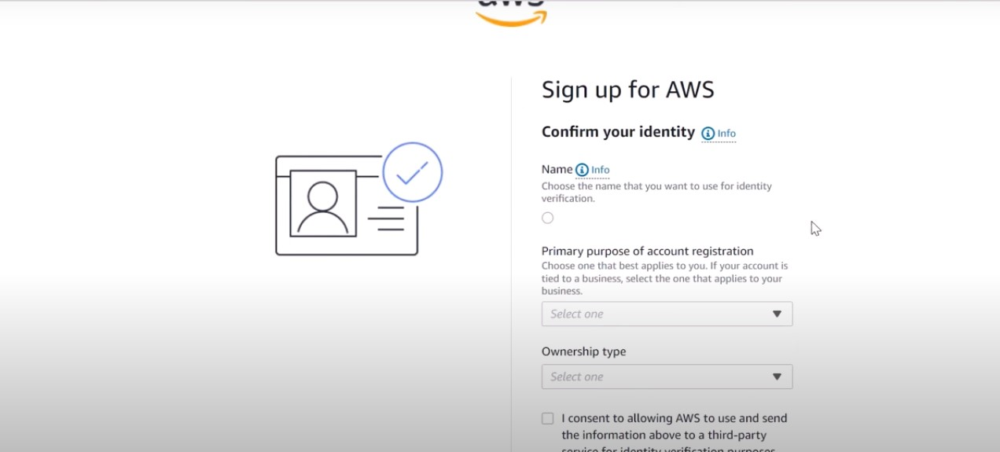 aws
Sign up for AWS
Confirm your identity Info
Name Info
Choose the name that you want to use for identity
verification.
Primary purpose of account registration
Choose one that best applies to you. If your account is
tied to a business, select the one that applies to your
business.
Select one
Ownership type
Select one
I consent to allowing AWS to use and send
the information above to a third-party
service for identity verification purposes